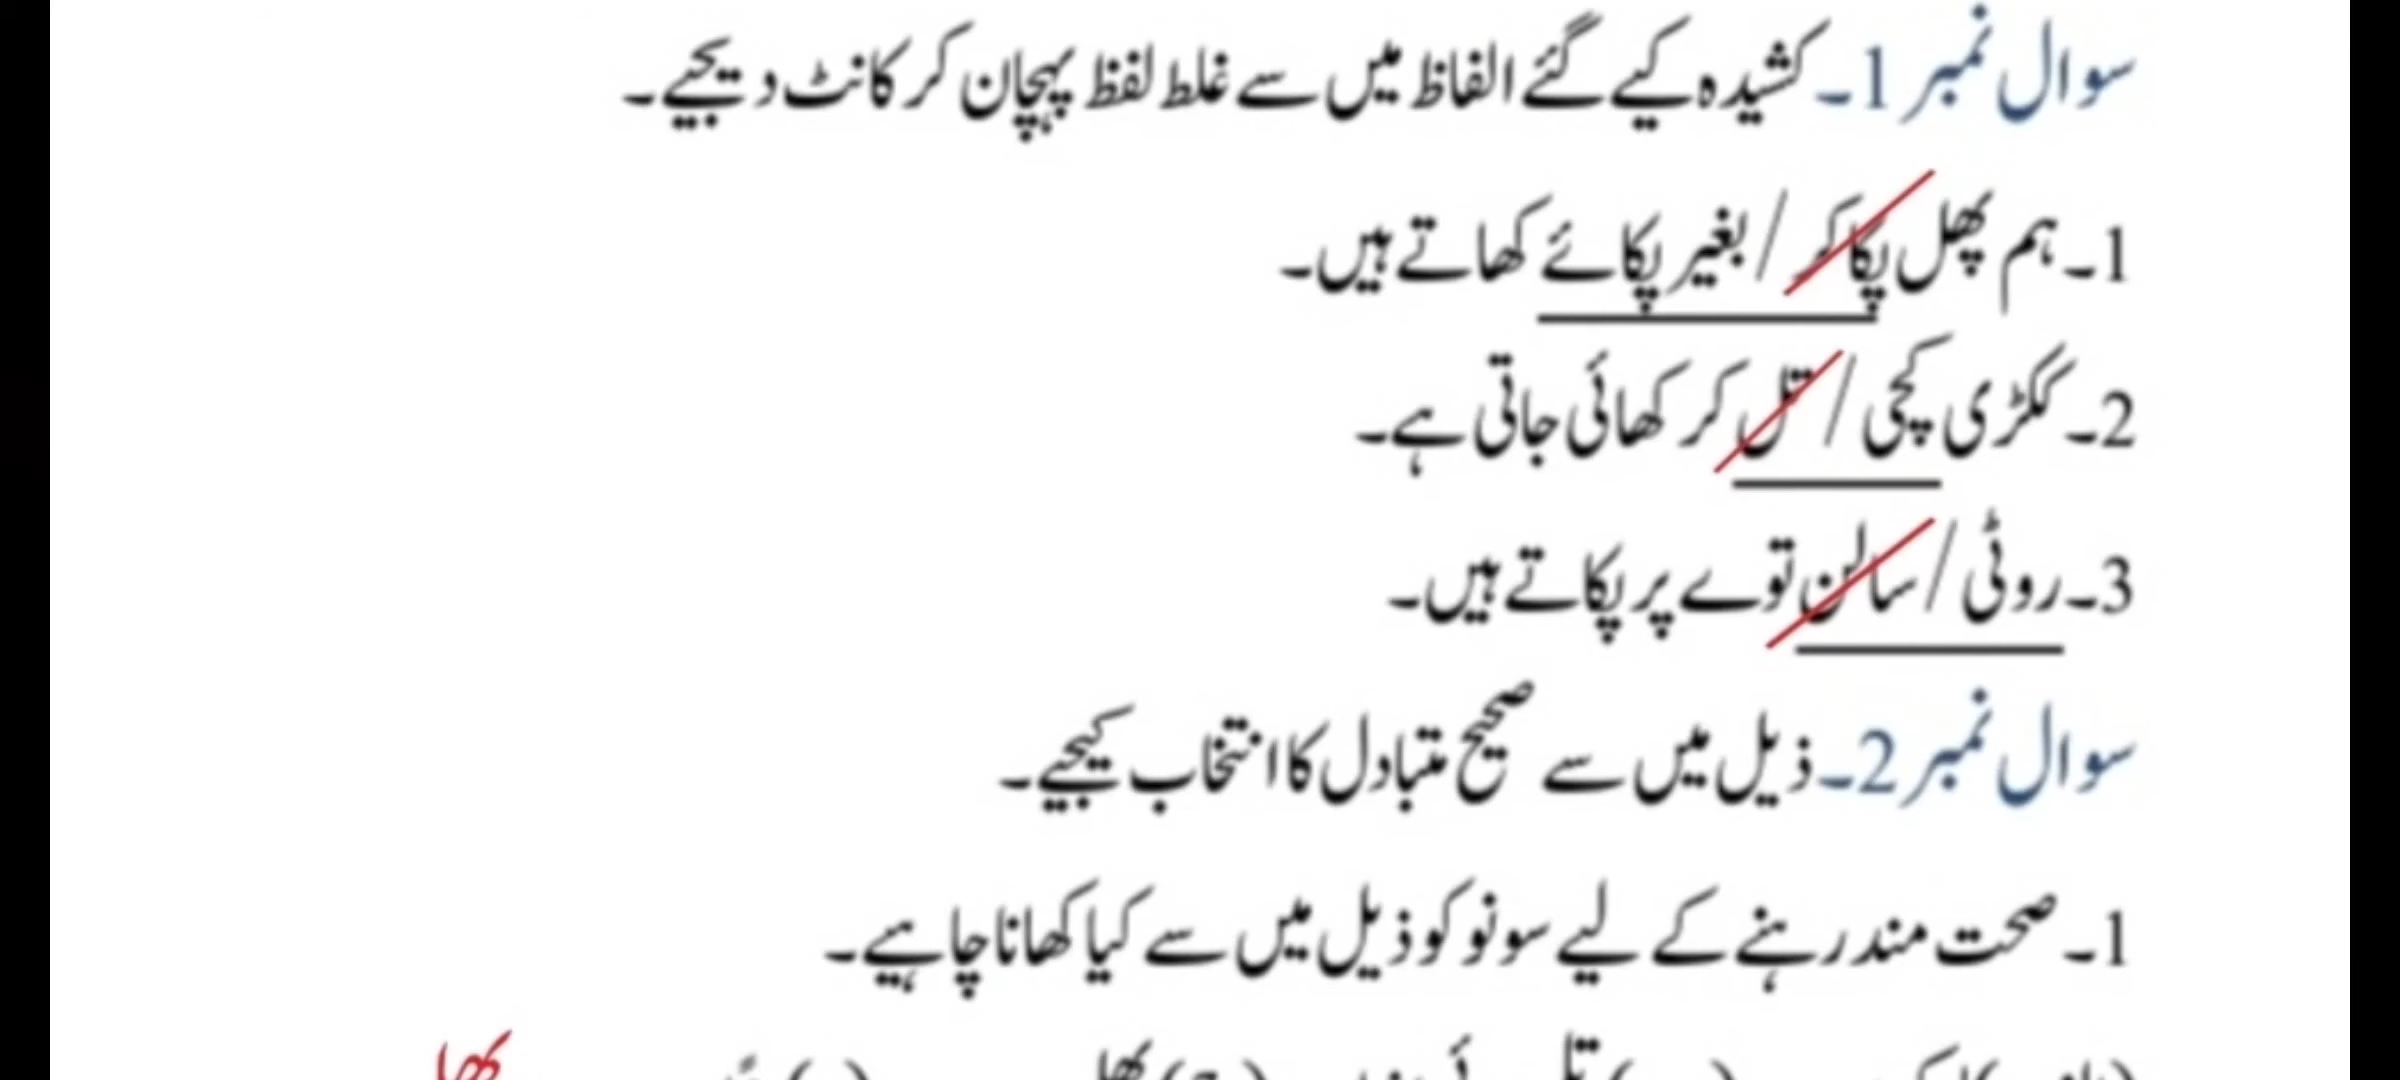 سوال نمبر 1۔ کشیدہ کیے گئے الفاظ میں سے غلط لفظ پہچان کر کانٹ دیجیے۔
1۔ ہم پھل پکا کر / بغیر پکائے کھاتے ہیں۔
2۔ ککڑی کچی / تل کر کھائی جاتی ہے۔
3۔ روٹی / سالن توے پر پکاتے ہیں۔
سوال نمبر 2۔ ذیل میں سے صحیح متبادل کا انتخاب کیجیے۔
1۔ صحت مند رہنے کے لیے سونو کو ذیل میں سے کیا کھانا چاہیے۔